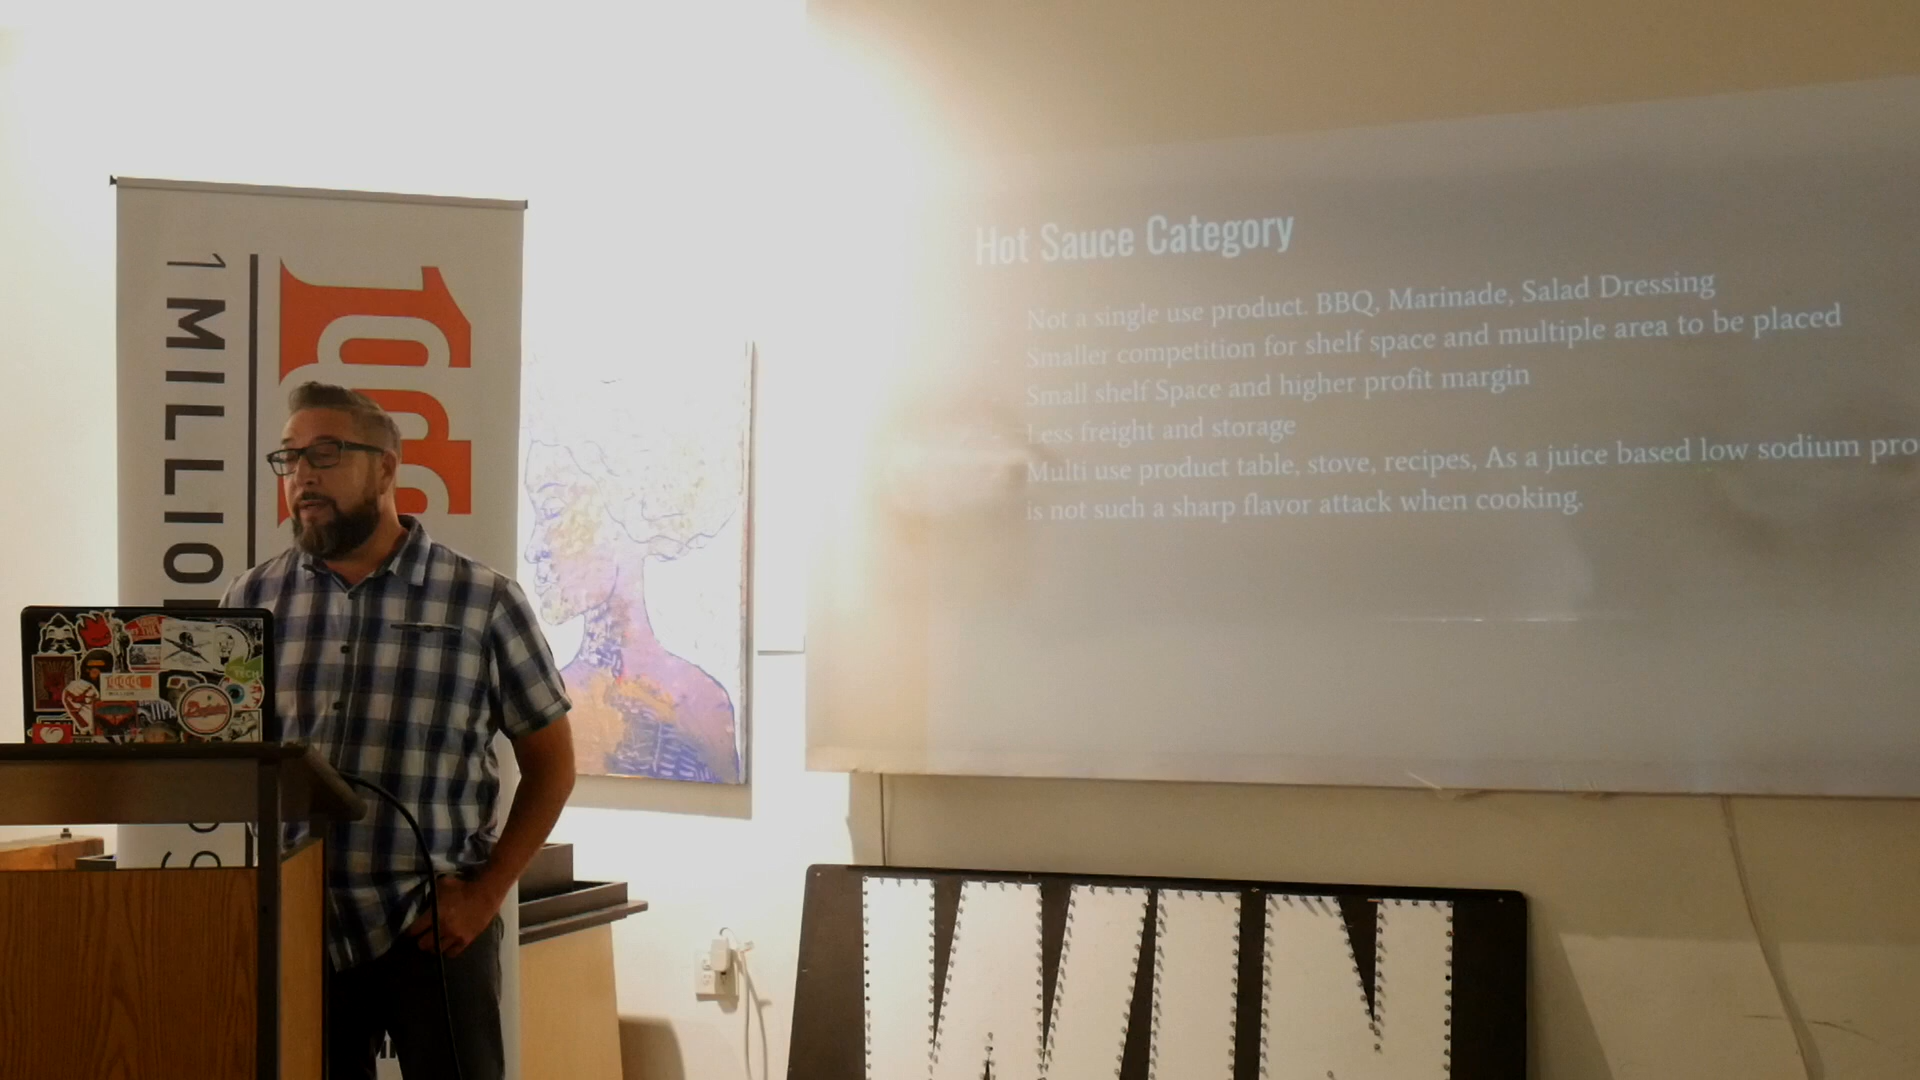 1 MILLION
Hot Sauce Category
Not a single use product. BBQ, Marinade, Salad Dressing
Smaller competition for shelf space and multiple area to be placed
Small shelf Space and higher profit margin
Less freight and storage
Multi use product table, stove, recipes, As a juice based low sodium pro
is not such a sharp flavor attack when cooking.
TECH